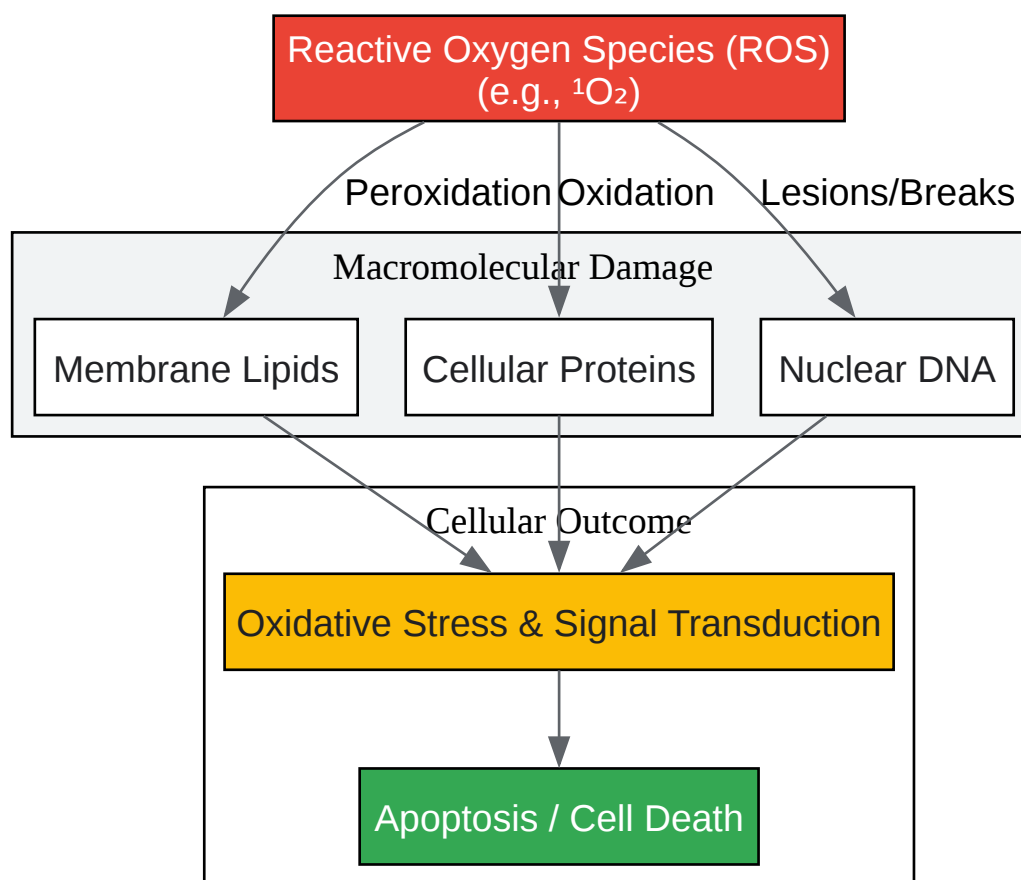 Reactive Oxygen Species (ROS)
(e.g., ¹O₂)
Peroxidation
Oxidation
Lesions/Breaks
Macromolecular Damage
Membrane Lipids
Cellular Proteins
Nuclear DNA
Cellular Outcome
Oxidative Stress & Signal Transduction
Apoptosis / Cell Death